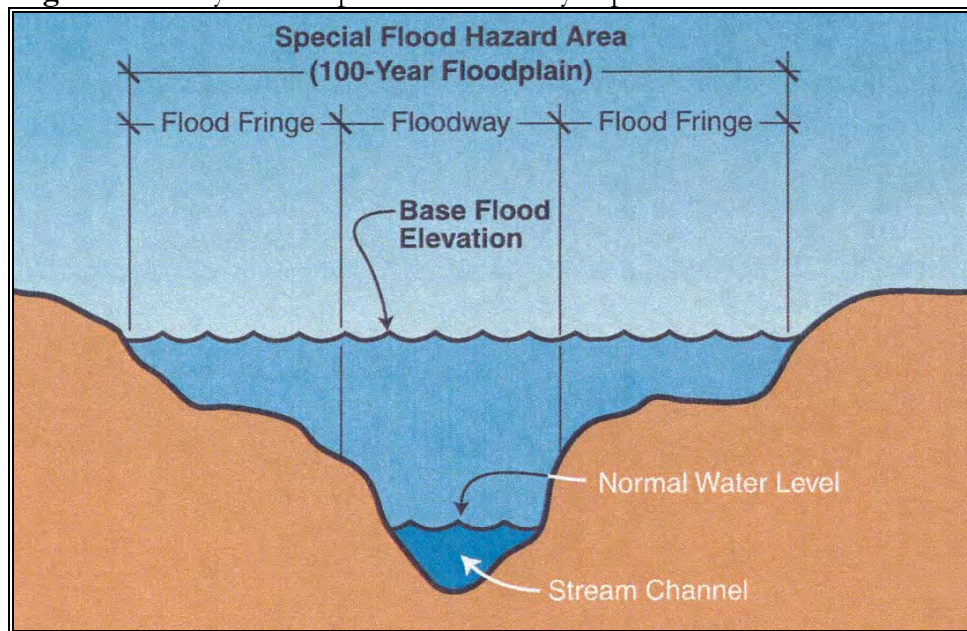 Special Flood Hazard Area
(100-Year Floodplain)
Flood Fringe
Floodway
Flood Fringe
Base Flood
Elevation
Normal Water Level
Stream Channel